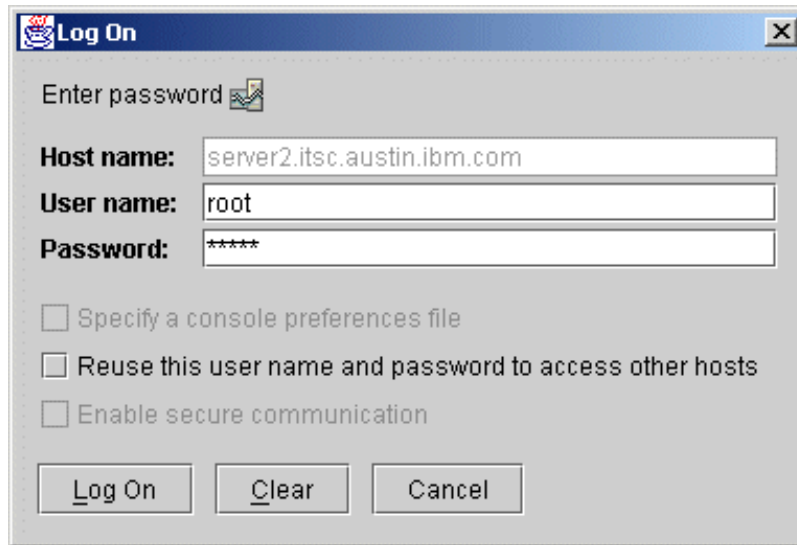 Log On
Enter password
Host name: server2.itsc.austin.ibm.com
User name: root
Password: *****
Specify a console preferences file
Reuse this user name and password to access other hosts
Enable secure communication
Log On Clear Cancel